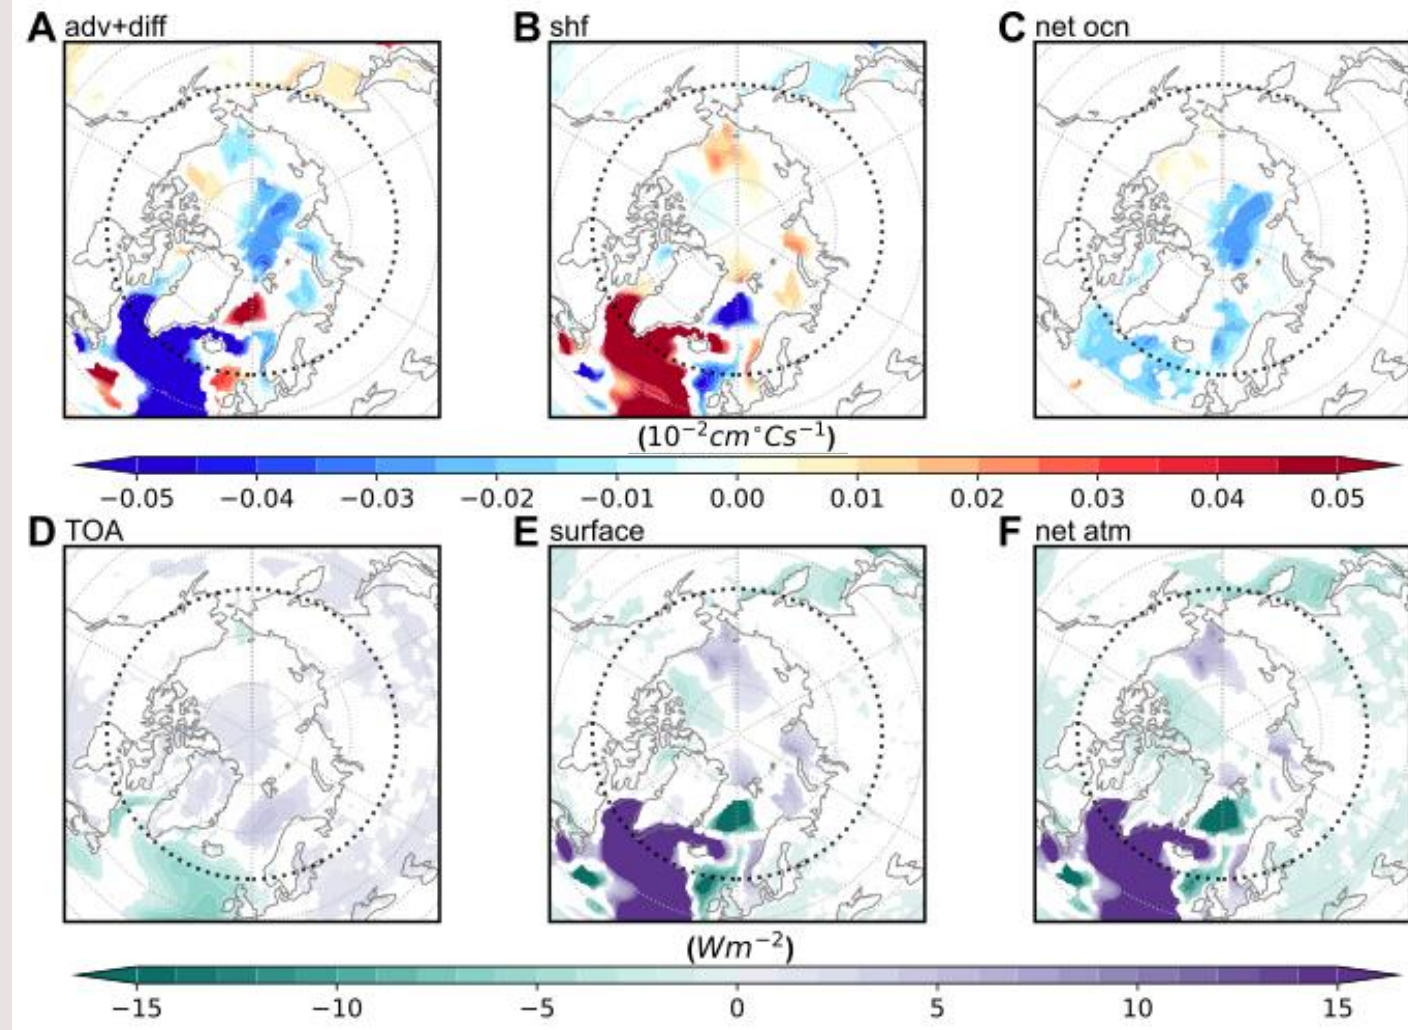 A adv+diff B shf C net ocn
(10⁻²cm°Cs⁻¹)
−0.05 −0.04 −0.03 −0.02 −0.01 0.00 0.01 0.02 0.03 0.04 0.05
D TOA E surface F net atm
(Wm⁻²)
−15 −10 −5 0 5 10 15